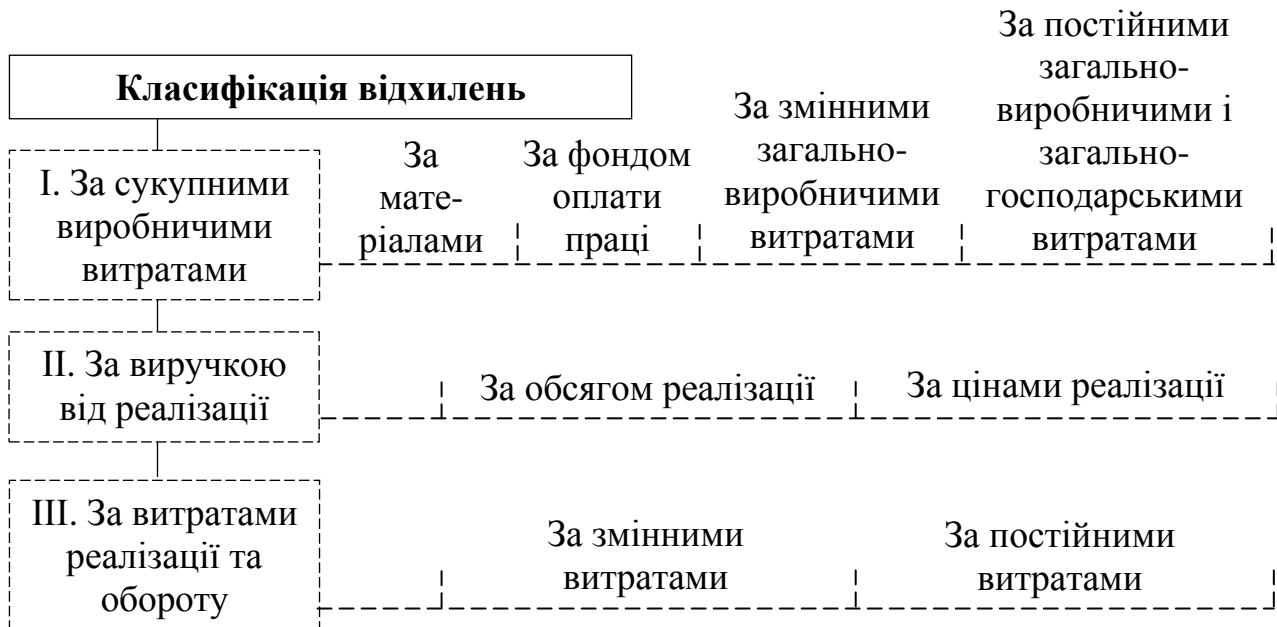 Класифікація відхилень
І. За сукупними
виробничими
витратами
За
мате-
ріалами
За фондом
оплати
праці
За змінними
загально-
виробничими
витратами
За постійними
загально-
виробничими і
загально-
господарськими
витратами
ІІ. За виручкою
від реалізації
За обсягом реалізації
За цінами реалізації
ІІІ. За витратами
реалізації та
обороту
За змінними
витратами
За постійними
витратами